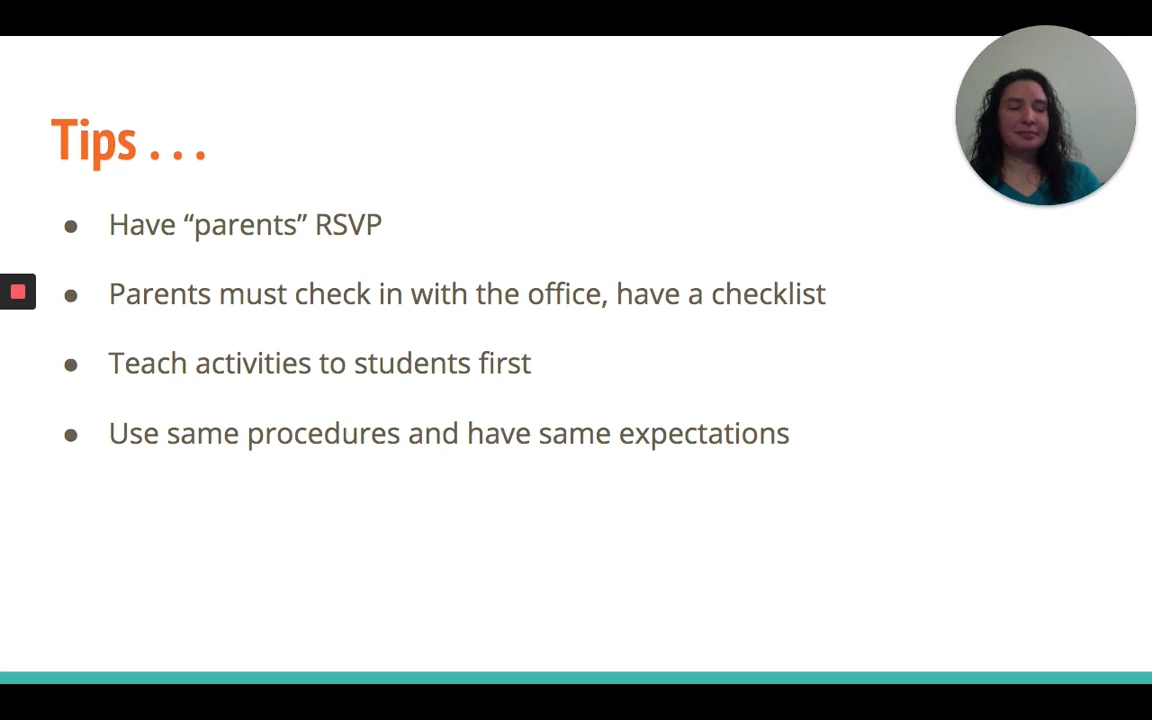 Tips . . .
Have “parents” RSVP
Parents must check in with the office, have a checklist
Teach activities to students first
Use same procedures and have same expectations